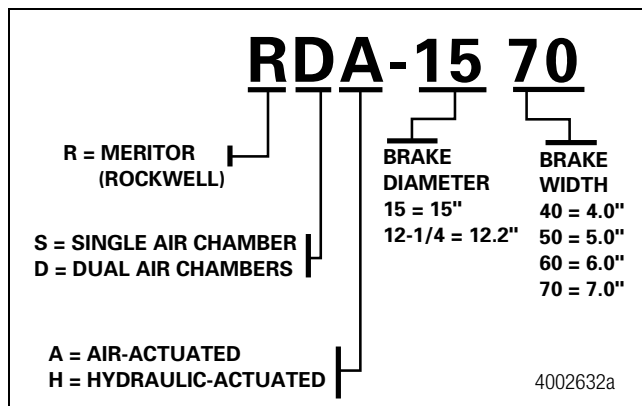 RDA-15 70
R = MERITOR
(ROCKWELL)
S = SINGLE AIR CHAMBER
D = DUAL AIR CHAMBERS
A = AIR-ACTUATED
H = HYDRAULIC-ACTUATED
BRAKE
DIAMETER
15 = 15"
12-1/4 = 12.2"
BRAKE
WIDTH
40 = 4.0"
50 = 5.0"
60 = 6.0"
70 = 7.0"
4002632a